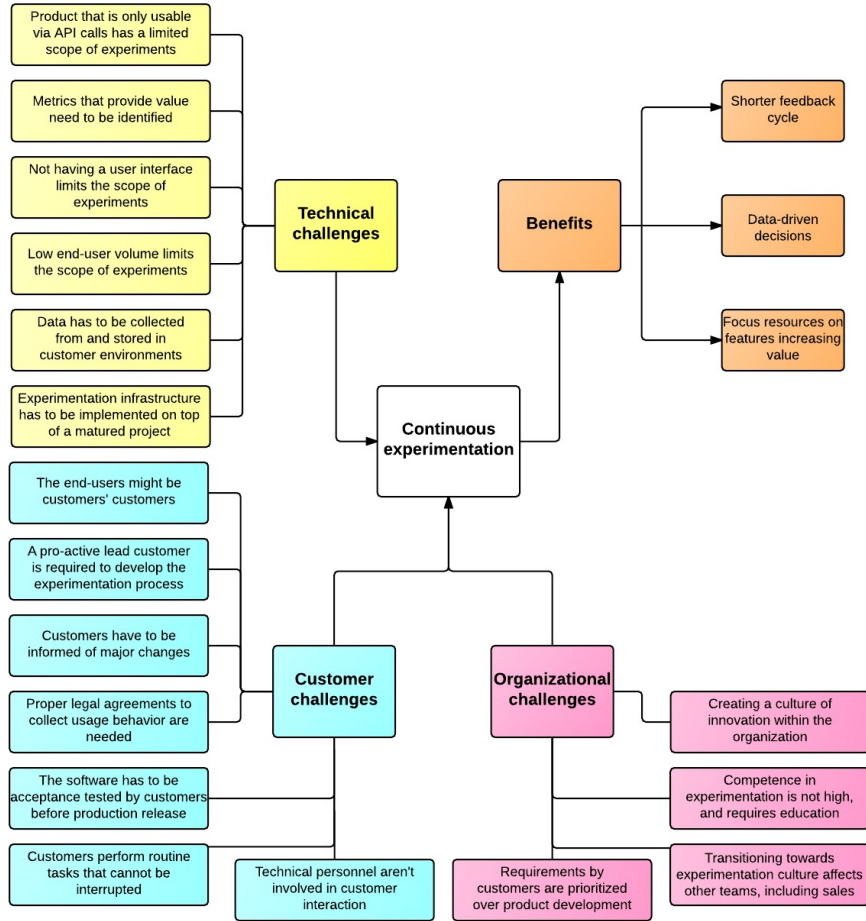 Product that is only usable
via API calls has a limited
scope of experiments
Metrics that provide value
need to be identified
Not having a user interface
limits the scope of
experiments
Low end-user volume limits
the scope of experiments
Data has to be collected
from and stored in
customer environments
Experimentation infrastructure
has to be implemented on top
of a matured project
Technical
challenges
Benefits
Shorter feedback
cycle
Data-driven
decisions
Focus resources on
features increasing
value
Continuous
experimentation
The end-users might be
customers' customers
A pro-active lead customer
is required to develop the
experimentation process
Customers have to be
informed of major changes
Proper legal agreements to
collect usage behavior are
needed
The software has to be
acceptance tested by customers
before production release
Customers perform routine
tasks that cannot be
interrupted
Customer
challenges
Technical personnel aren't
involved in customer
interaction
Organizational
challenges
Requirements by
customers are prioritized
over product development
Creating a culture of
innovation within the
organization
Competence in
experimentation is not high,
and requires education
Transitioning towards
experimentation culture affects
other teams, including sales